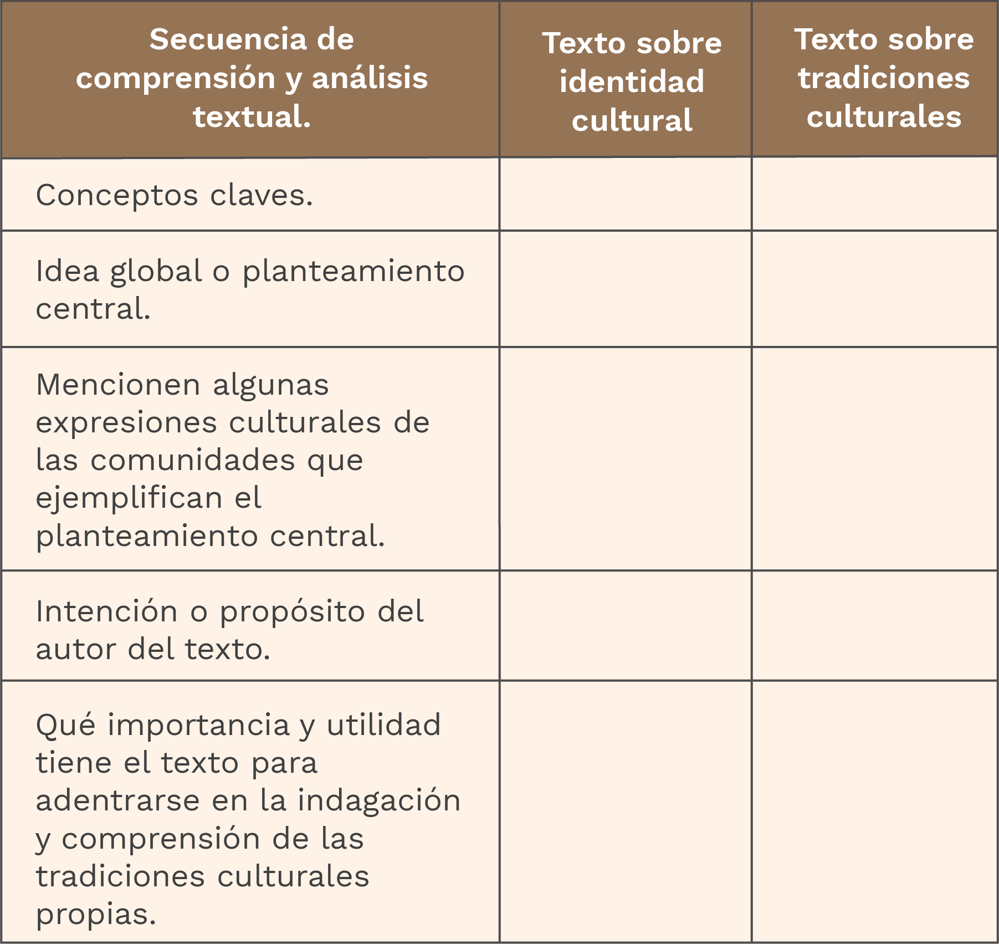 Secuencia de
comprensión y análisis
textual.
Texto sobre
identidad
cultural
Texto sobre
tradiciones
culturales
Conceptos claves.
Idea global o planteamiento
central.
Mencionen algunas
expresiones culturales de
las comunidades que
ejemplifican el
planteamiento central.
Intención o propósito del
autor del texto.
Qué importancia y utilidad
tiene el texto para
adentrarse en la indagación
y comprensión de las
tradiciones culturales
propias.